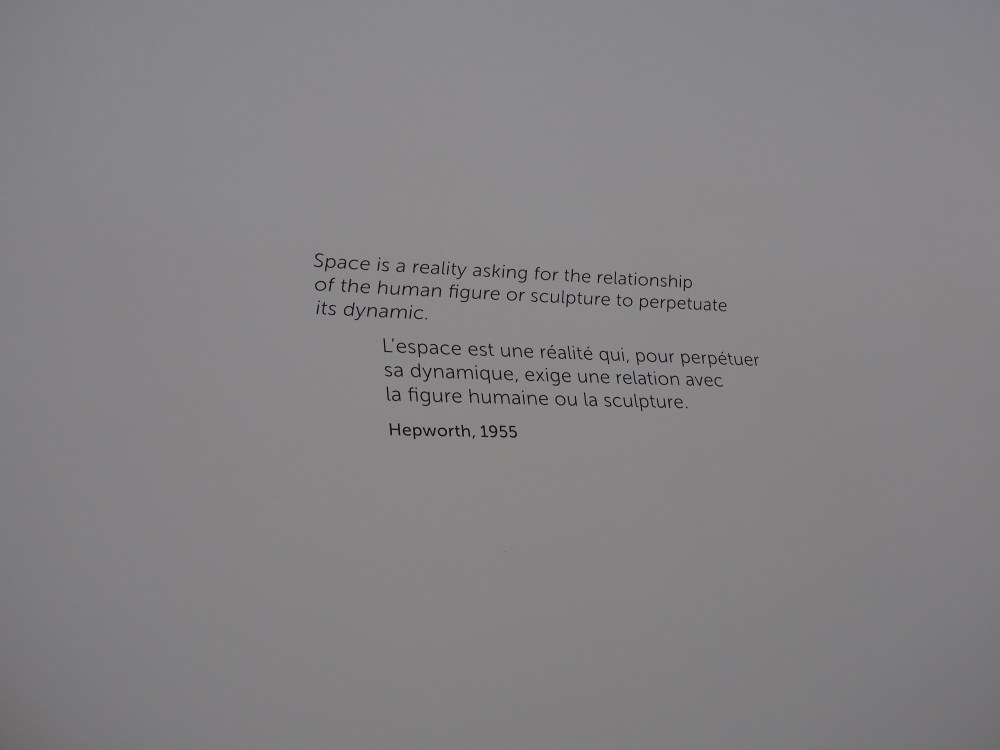 Space is a reality asking for the relationship
of the human figure or sculpture to perpetuate
its dynamic.
L'espace est une réalité qui, pour perpétuer
sa dynamique, exige une relation avec
la figure humaine ou la sculpture.
Hepworth, 1955